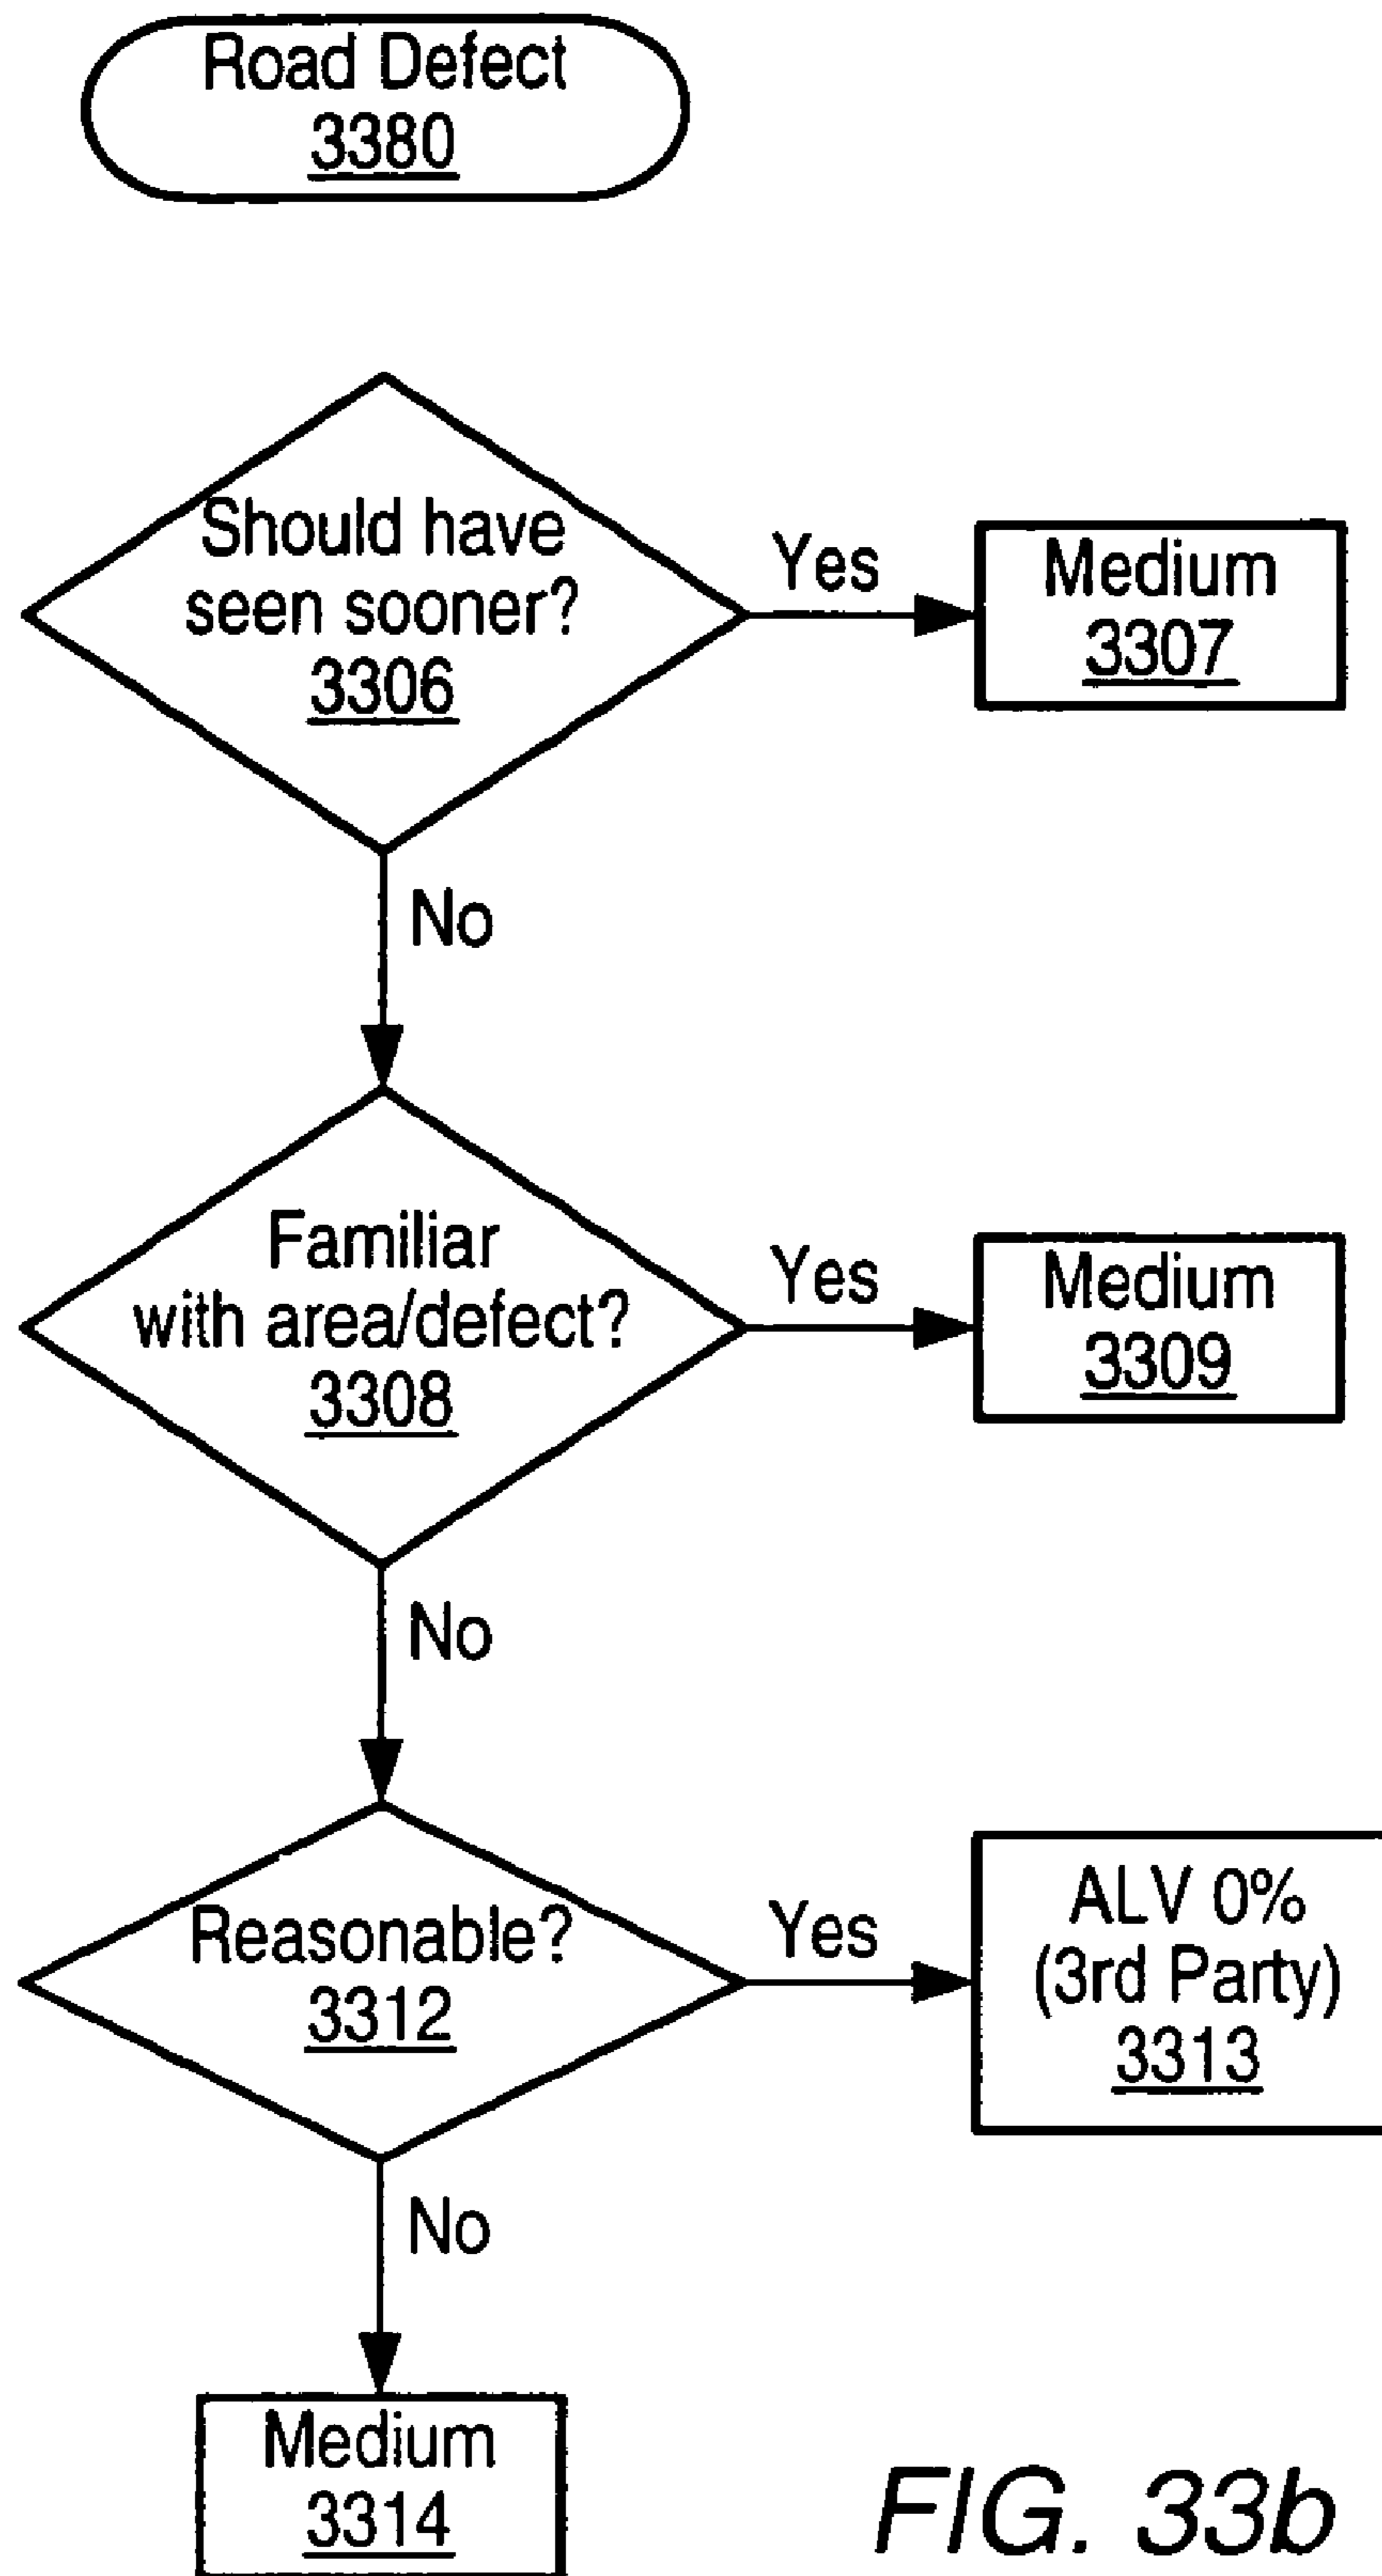 Road Defect
3380
Should have
seen sooner?
3306
Yes
Medium
3307
No
Familiar
with area/defect?
3308
Yes
Medium
3309
No
Reasonable?
3312
Yes
ALV 0%
(3rd Party)
3313
No
Medium
3314
FIG. 33b